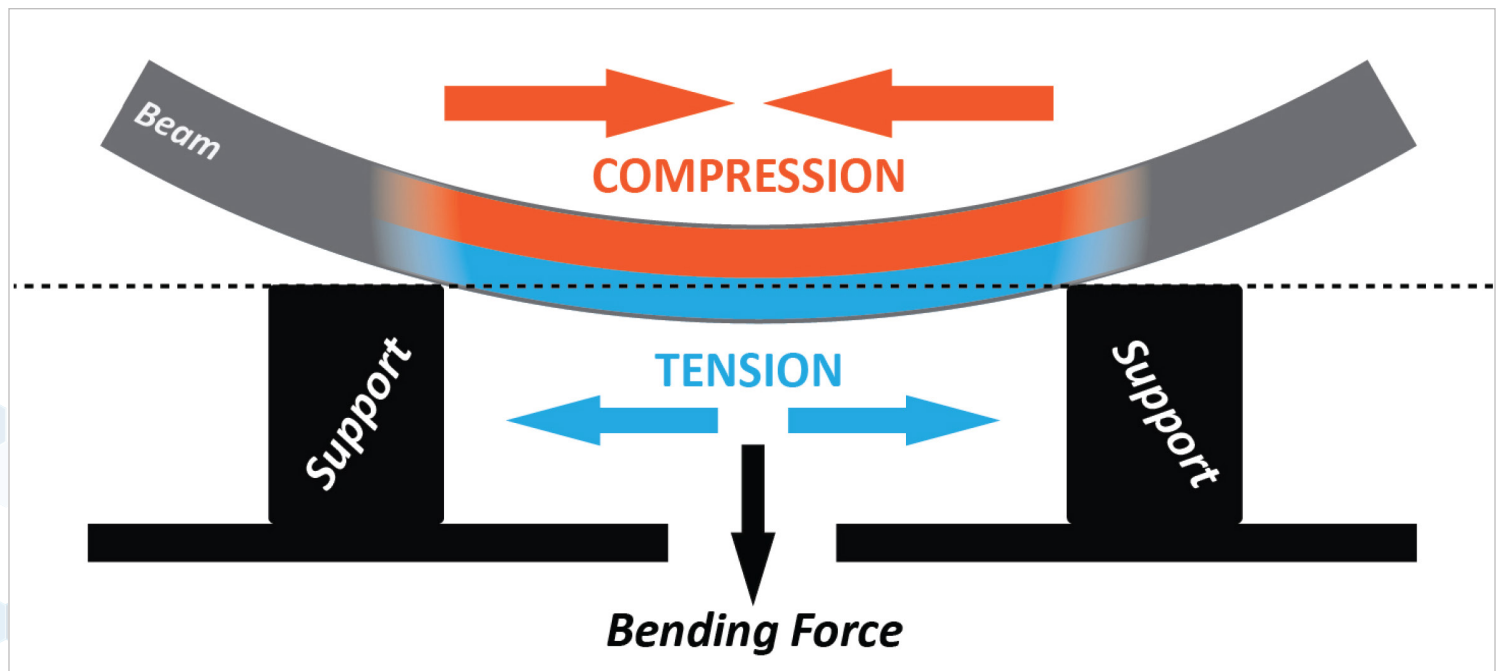 Beam
COMPRESSION
TENSION
Support
Support
Bending Force